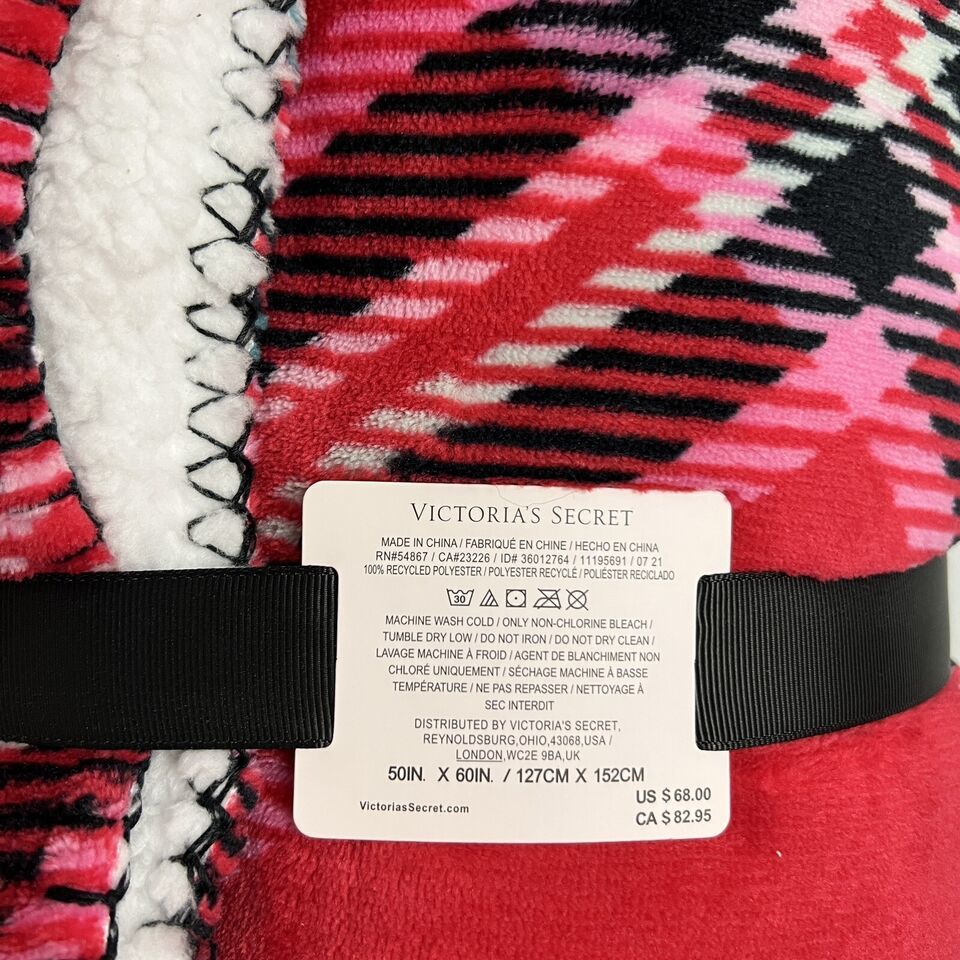 VICTORIA'S SECRET
MADE IN CHINA / FABRIQUÉ EN CHINE / HECHO EN CHINA
RN#54867 / CA#23226 / ID# 36012764 / 11195691 / 07 21
100% RECYCLED POLYESTER / POLYESTER RECYCLÉ / POLIÉSTER RECICLADO
30
MACHINE WASH COLD / ONLY NON-CHLORINE BLEACH /
TUMBLE DRY LOW / DO NOT IRON / DO NOT DRY CLEAN /
LAVAGE MACHINE À FROID / AGENT DE BLANCHIMENT NON
CHLORÉ UNIQUEMENT / SÉCHAGE MACHINE À BASSE
TEMPÉRATURE / NE PAS REPASSER / NETTOYAGE À
SEC INTERDIT
DISTRIBUTED BY VICTORIA'S SECRET,
REYNOLDSBURG,OHIO,43068,USA /
LONDON,WC2E 9BA,UK
50IN. X 60IN. / 127CM X 152CM
US $ 68.00
VictoriasSecret.com
CA $ 82.95